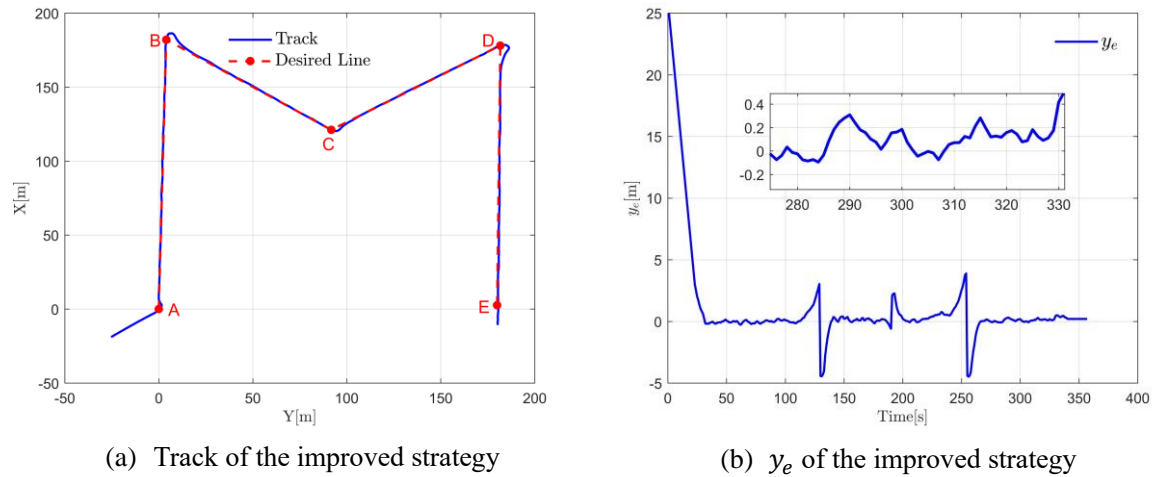 200
150
100
50
0
-50
X[m]
-50
0
50
100
150
200
Y[m]
Track
Desired Line
A
B
C
D
E
25
20
15
10
5
0
-5
y_e[m]
0
50
100
150
200
250
300
350
400
Time[s]
y_e
0.4
0.2
0
-0.2
280
290
300
310
320
330
(a) Track of the improved strategy
(b) y_e of the improved strategy